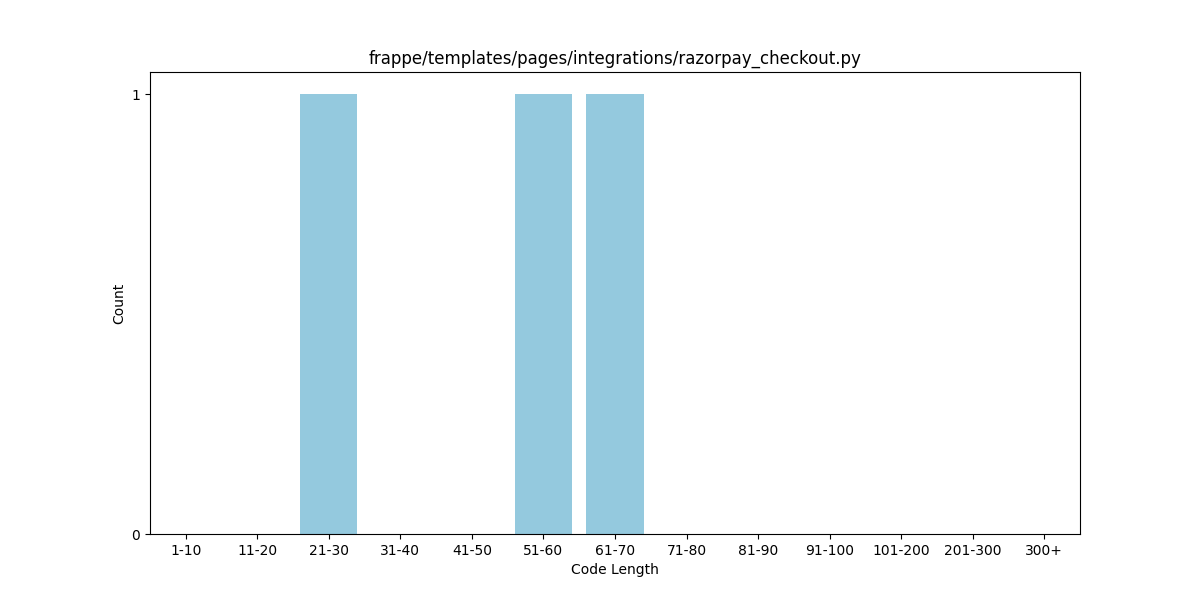 frappe/templates/pages/integrations/razorpay_checkout.py
1
Count
0
1-10 11-20 21-30 31-40 41-50 51-60 61-70 71-80 81-90 91-100 101-200 201-300 300+
Code Length